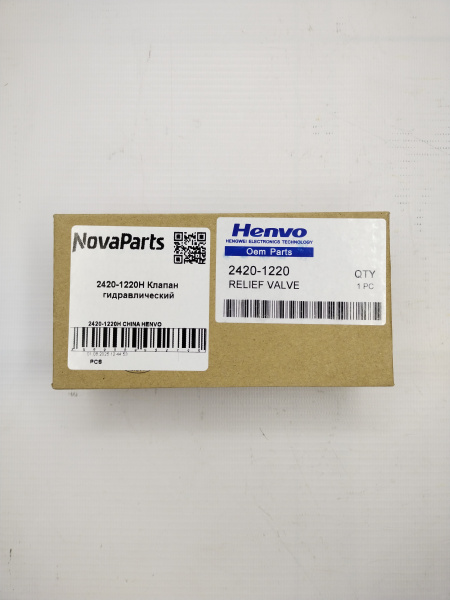 NovaParts
2420-1220H Клапан
гидравлический
2420-1220H CHINA HENVO
PCS
Henvo
HENGWEI ELECTRONICS TECHNOLOGY
Oem Parts
2420-1220 QTY
RELIEF VALVE 1 PC